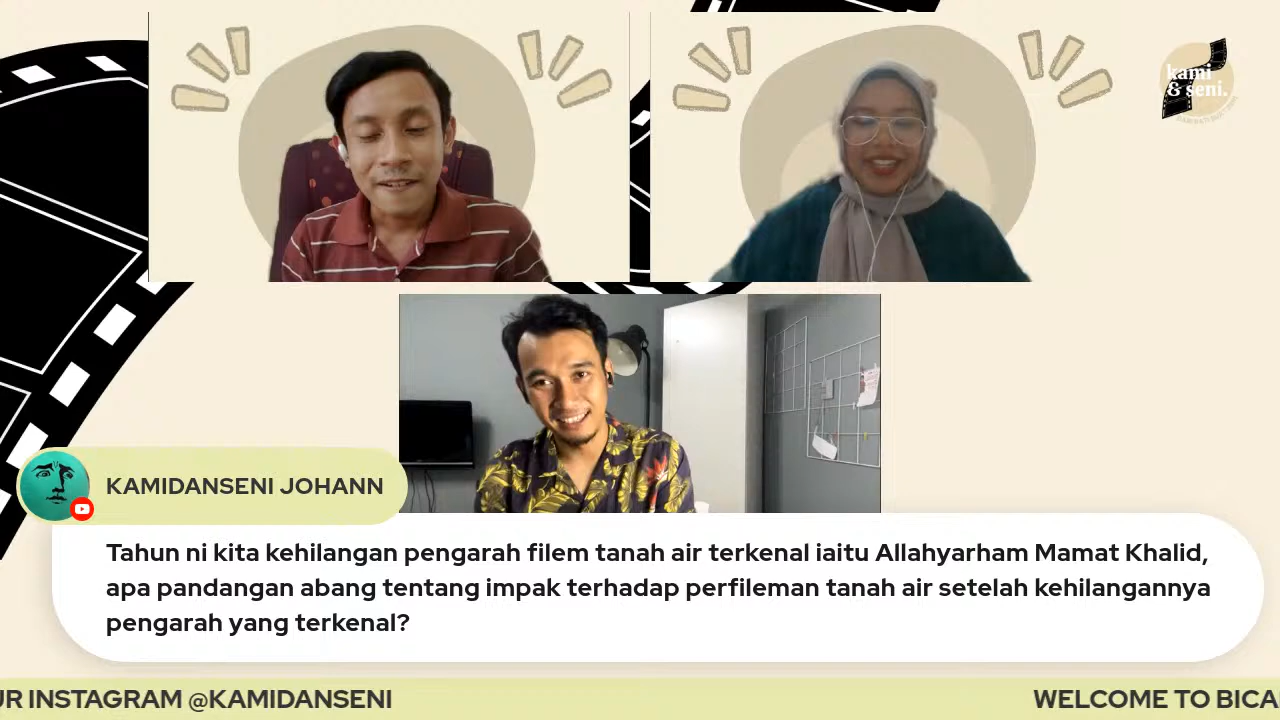 kami
& seni.
KAMIDANSENI JOHANN
Tahun ni kita kehilangan pengarah filem tanah air terkenal iaitu Allahyarham Mamat Khalid,
apa pandangan abang tentang impak terhadap perfileman tanah air setelah kehilangannya
pengarah yang terkenal?
UR INSTAGRAM @KAMIDANSENI WELCOME TO BICA